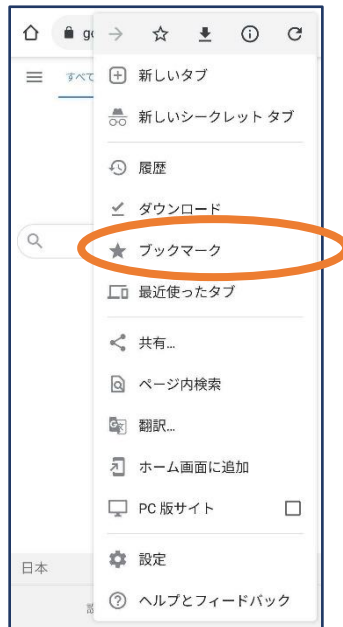 すべて
新しいタブ
新しいシークレット タブ
履歴
ダウンロード
ブックマーク
最近使ったタブ
共有...
ページ内検索
翻訳...
ホーム画面に追加
PC 版サイト
設定
ヘルプとフィードバック
日本